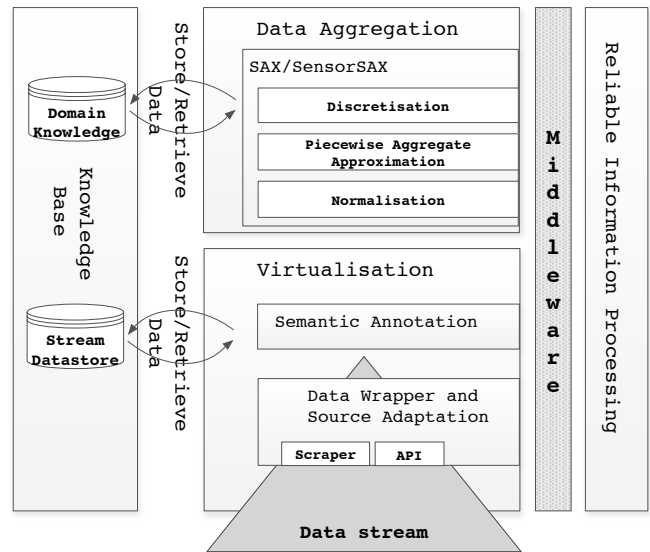 Data Aggregation
SAX/SensorSAX
Discretisation
Piecewise Aggregate
Approximation
Normalisation
Domain
Knowledge
Store/Retrieve
Data
Knowledge
Base
Virtualisation
Semantic Annotation
Stream
Datastore
Store/Retrieve
Data
Data Wrapper and
Source Adaptation
Scraper
API
Data stream
Middleware
Reliable Information Processing